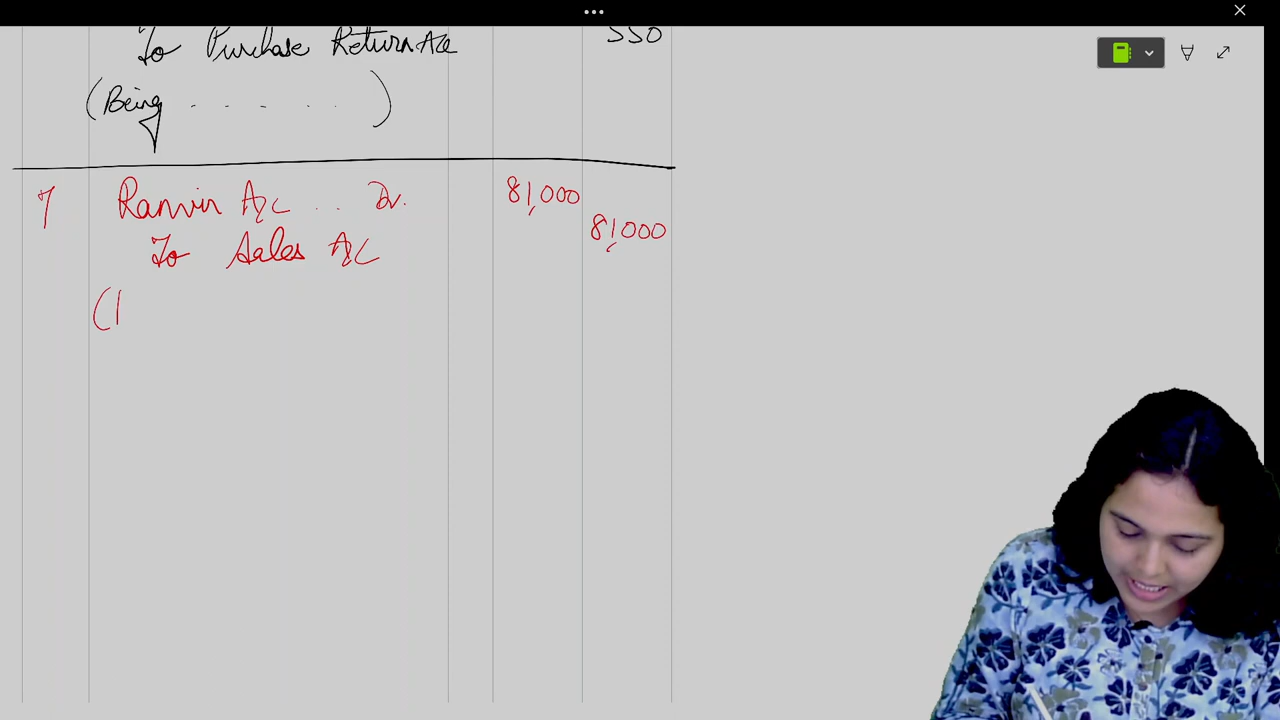 To Purchase Return A/c 550
(Being . . . . . . )
7 Ranvir A/C . . Dr. 81,000
To Sales A/C 81,000
(